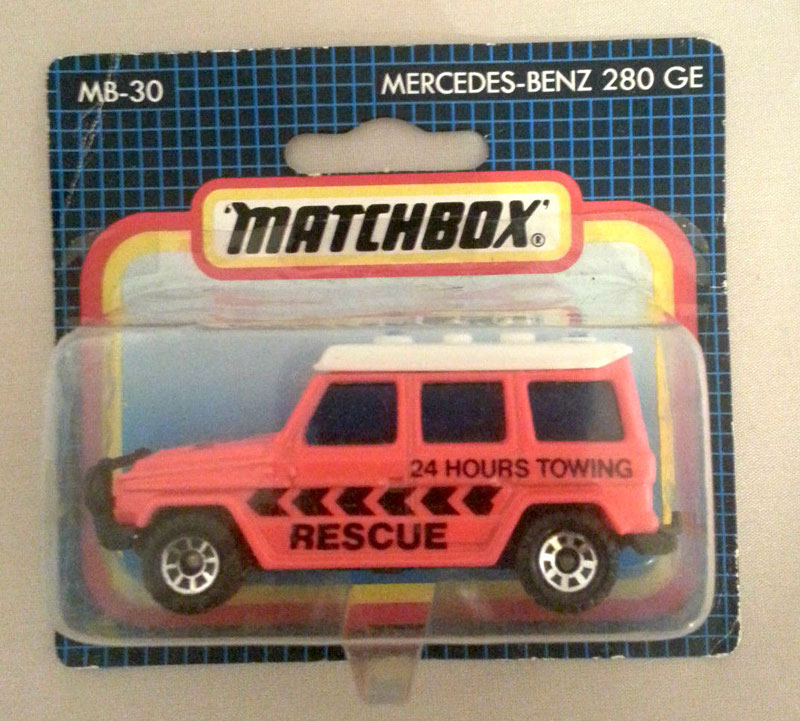 MB-30
MERCEDES-BENZ 280 GE
'MATCHBOX'®
24 HOURS TOWING
RESCUE